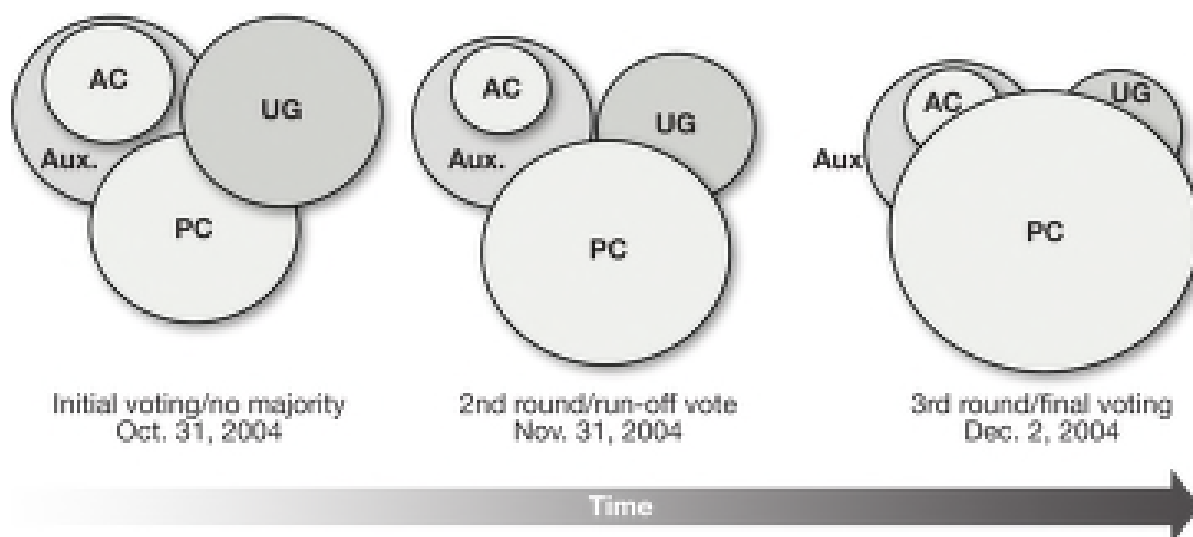 AC
UG
Aux.
PC
AC
UG
Aux.
PC
AC
UG
Aux
PC
Initial voting/no majority
Oct. 31, 2004
2nd round/run-off vote
Nov. 31, 2004
3rd round/final voting
Dec. 2, 2004
Time